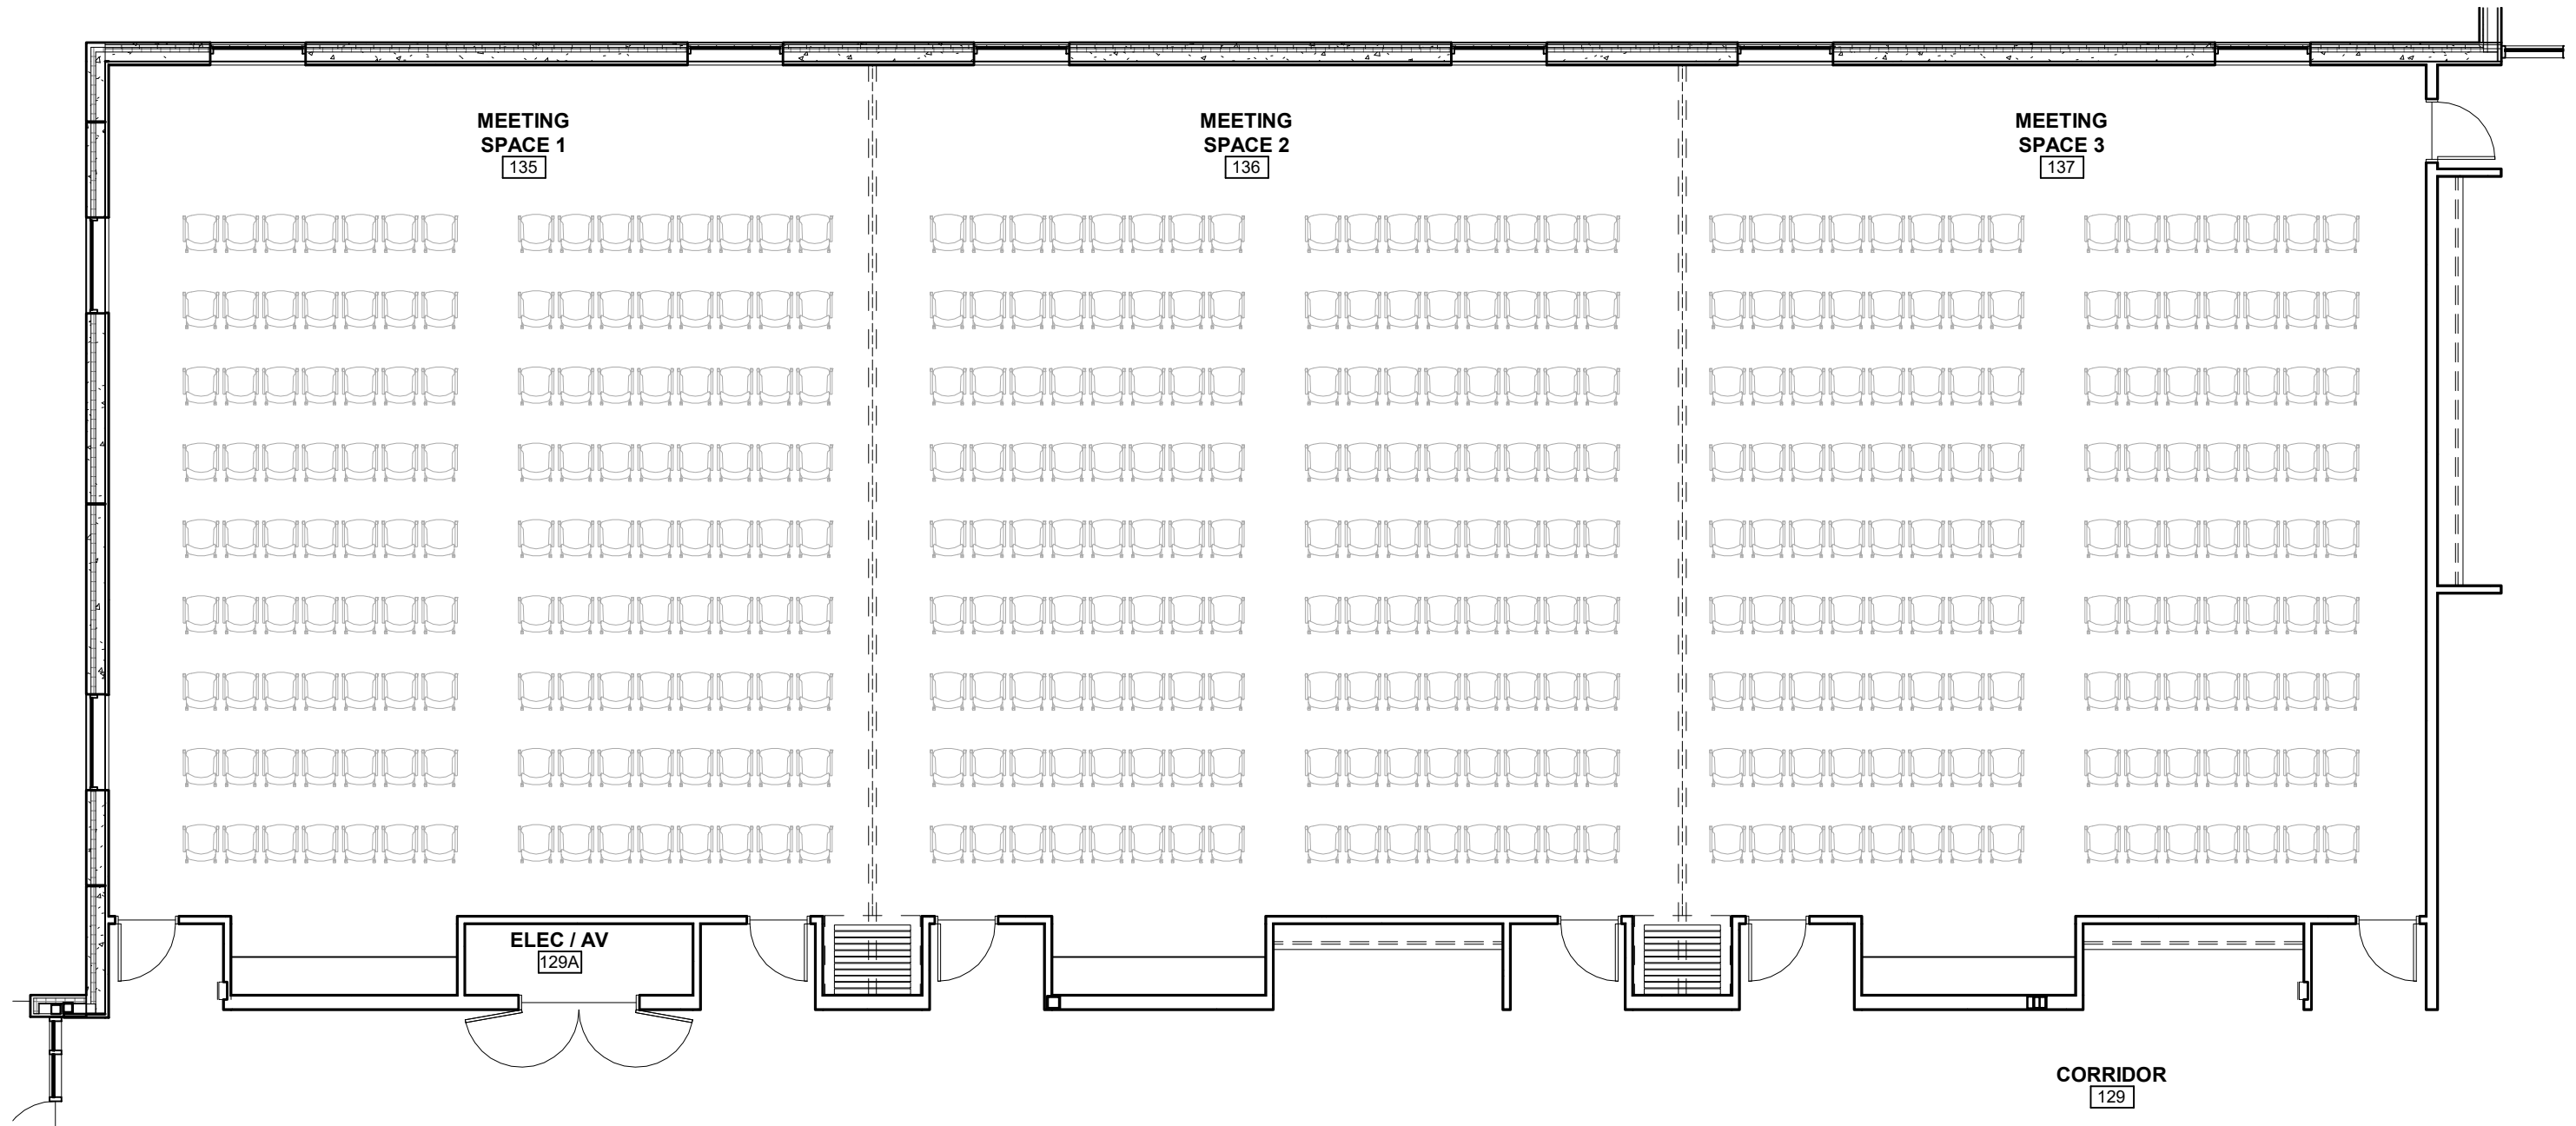 MEETING
SPACE 1
135
MEETING
SPACE 2
136
MEETING
SPACE 3
137
ELEC / AV
129A
CORRIDOR
129